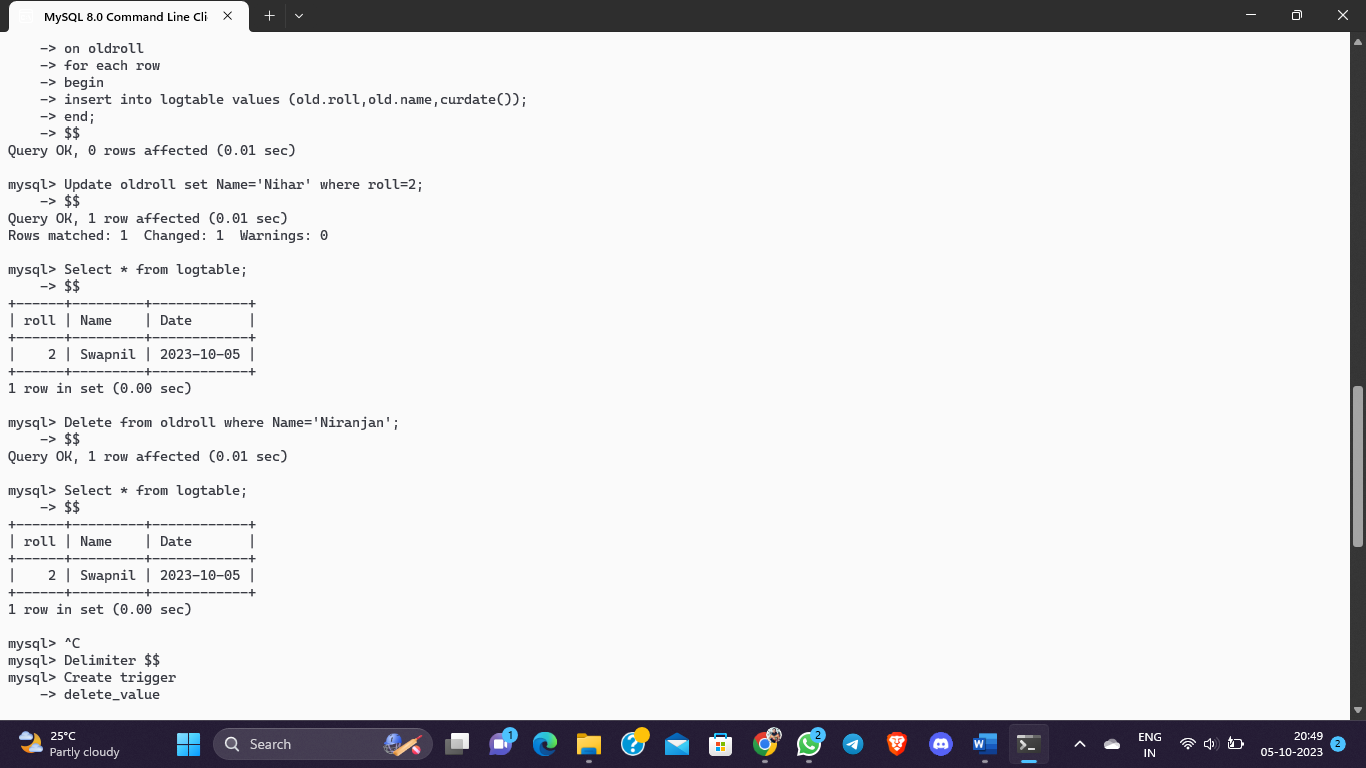 MySQL 8.0 Command Line Cli
    -> on oldroll
    -> for each row
    -> begin
    -> insert into logtable values (old.roll,old.name,curdate());
    -> end;
    -> $$
Query OK, 0 rows affected (0.01 sec)

mysql> Update oldroll set Name='Nihar' where roll=2;
    -> $$
Query OK, 1 row affected (0.01 sec)
Rows matched: 1  Changed: 1  Warnings: 0

mysql> Select * from logtable;
    -> $$
+------+---------+------------+
| roll | Name    | Date       |
+------+---------+------------+
|    2 | Swapnil | 2023-10-05 |
+------+---------+------------+
1 row in set (0.00 sec)

mysql> Delete from oldroll where Name='Niranjan';
    -> $$
Query OK, 1 row affected (0.01 sec)

mysql> Select * from logtable;
    -> $$
+------+---------+------------+
| roll | Name    | Date       |
+------+---------+------------+
|    2 | Swapnil | 2023-10-05 |
+------+---------+------------+
1 row in set (0.00 sec)

mysql> ^C
mysql> Delimiter $$
mysql> Create trigger
    -> delete_value
25°C
Partly cloudy
Search
1
2
ENG
IN
20:49
05-10-2023
2